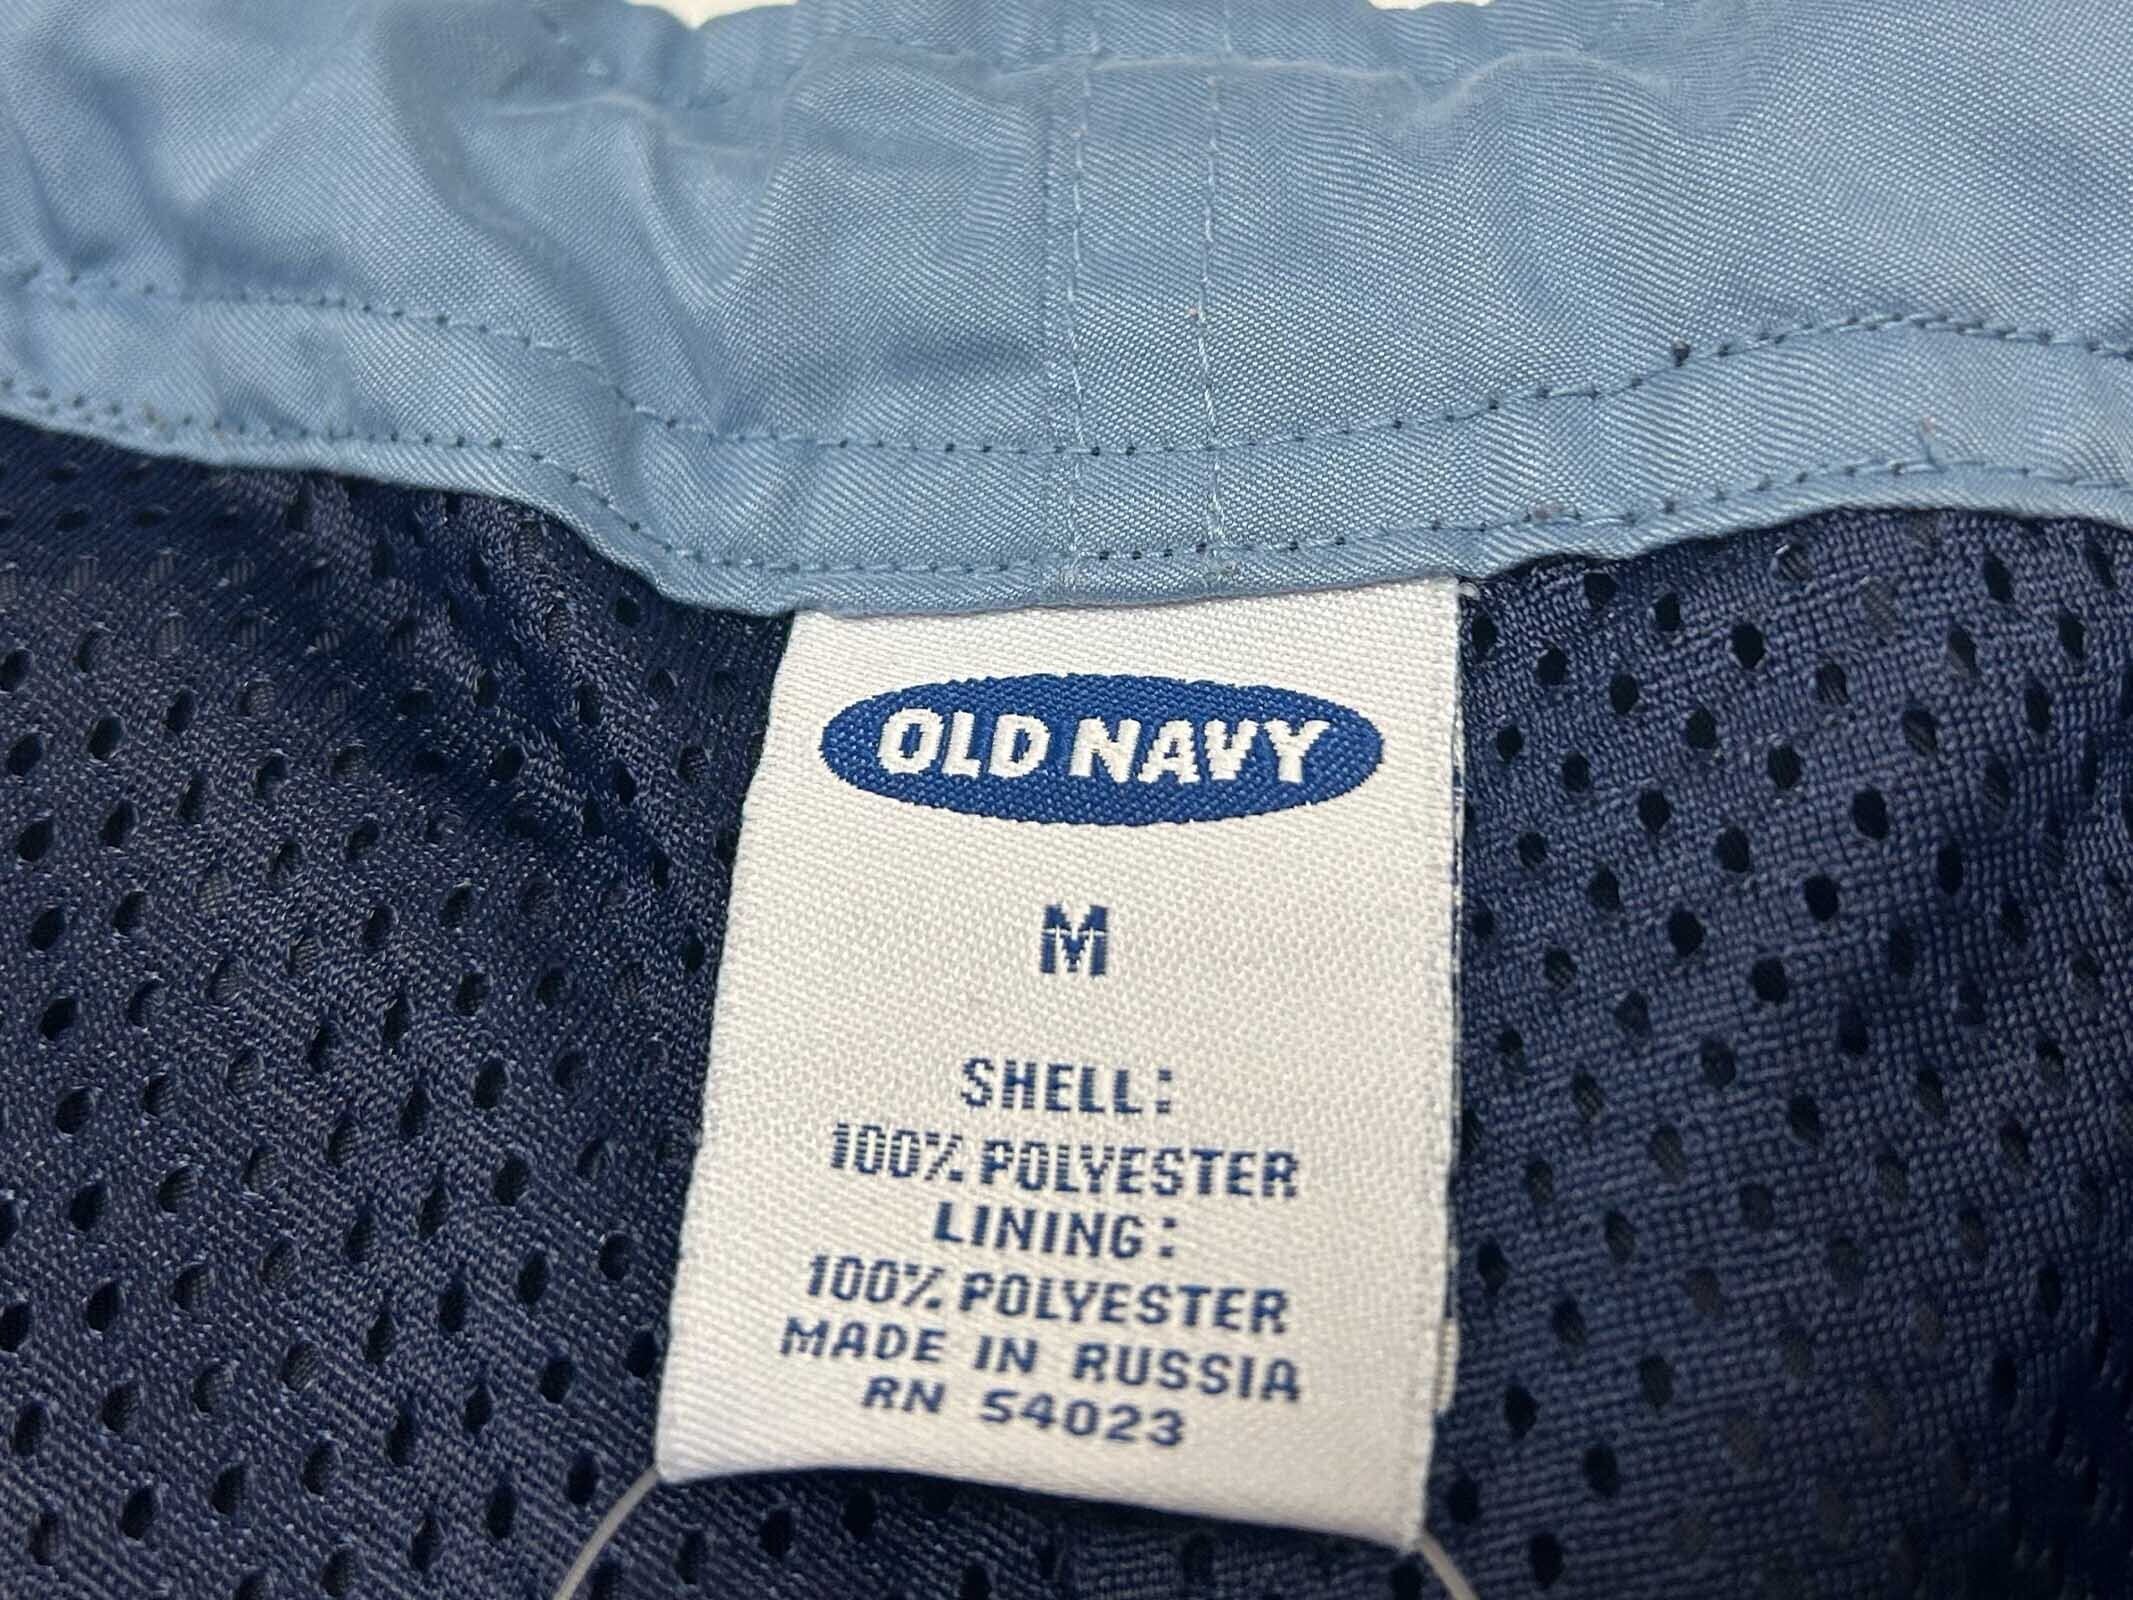 OLD NAVY
M
SHELL:
100% POLYESTER
LINING:
100% POLYESTER
MADE IN RUSSIA
RN 54023